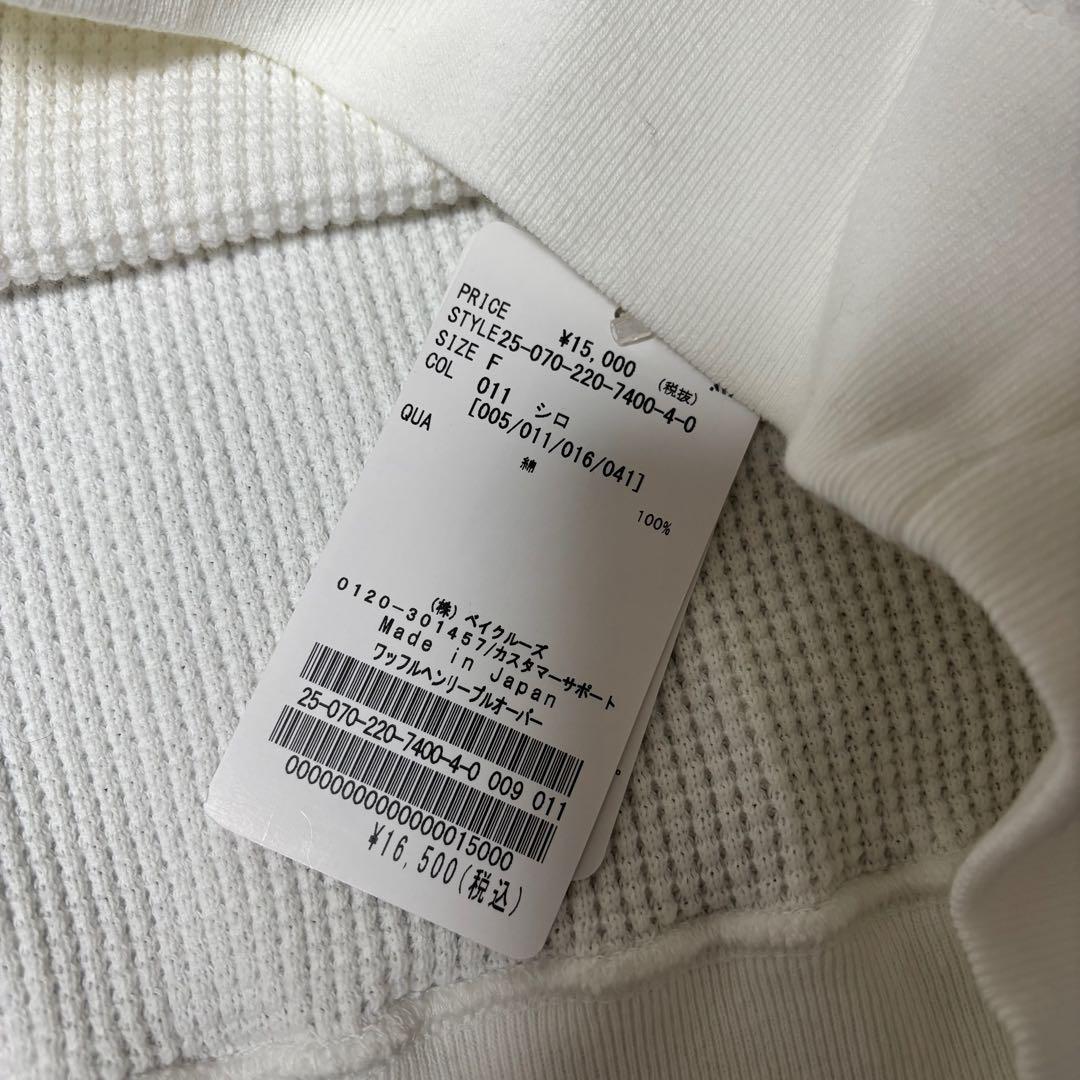 PRICE ¥15,000 (税抜)
STYLE25-070-220-7400-4-0
SIZE F
COL 011 シロ
[005/011/016/041]
QUA 綿 100%
(株) ベイクルーズ
0120-301457/カスタマーサポート
Made in Japan
ワッフルヘンリープルオーバー
25-070-220-7400-4-0 009 011
0000000000000015000
¥16,500(税込)